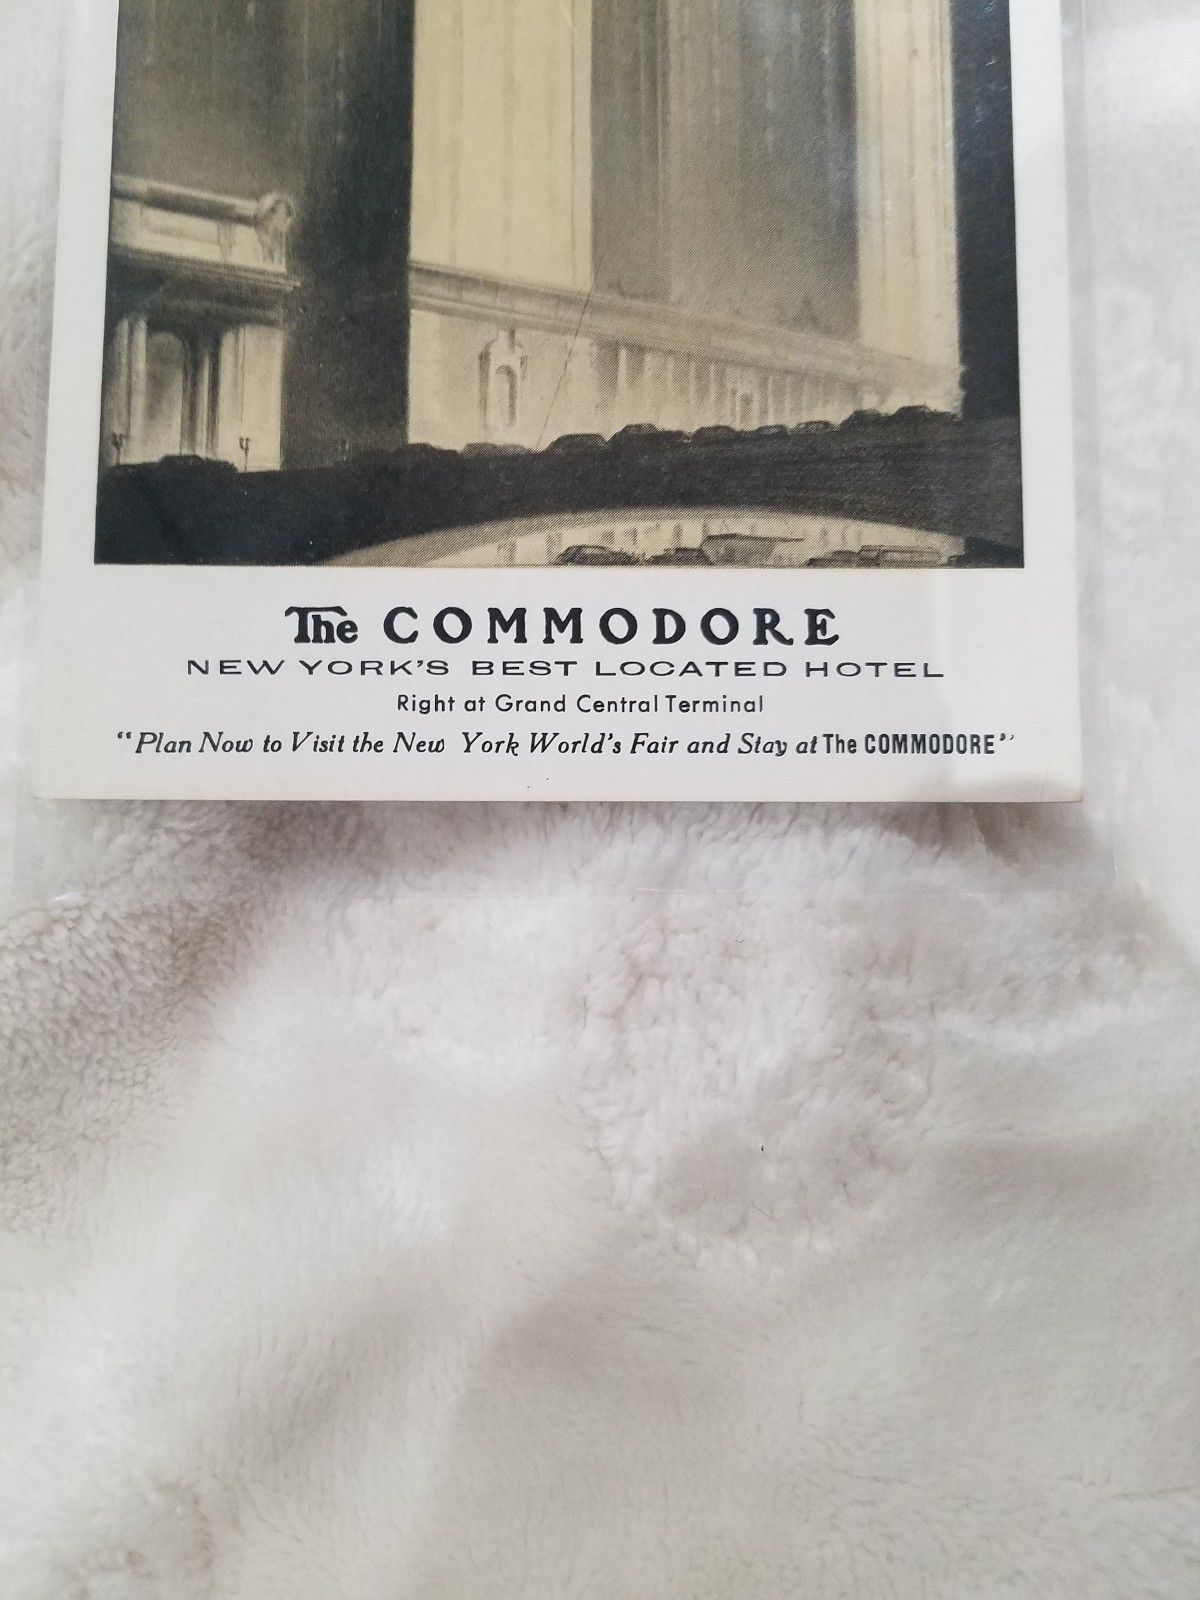 The COMMODORE
NEW YORK'S BEST LOCATED HOTEL
Right at Grand Central Terminal
"Plan Now to Visit the New York World's Fair and Stay at The COMMODORE"